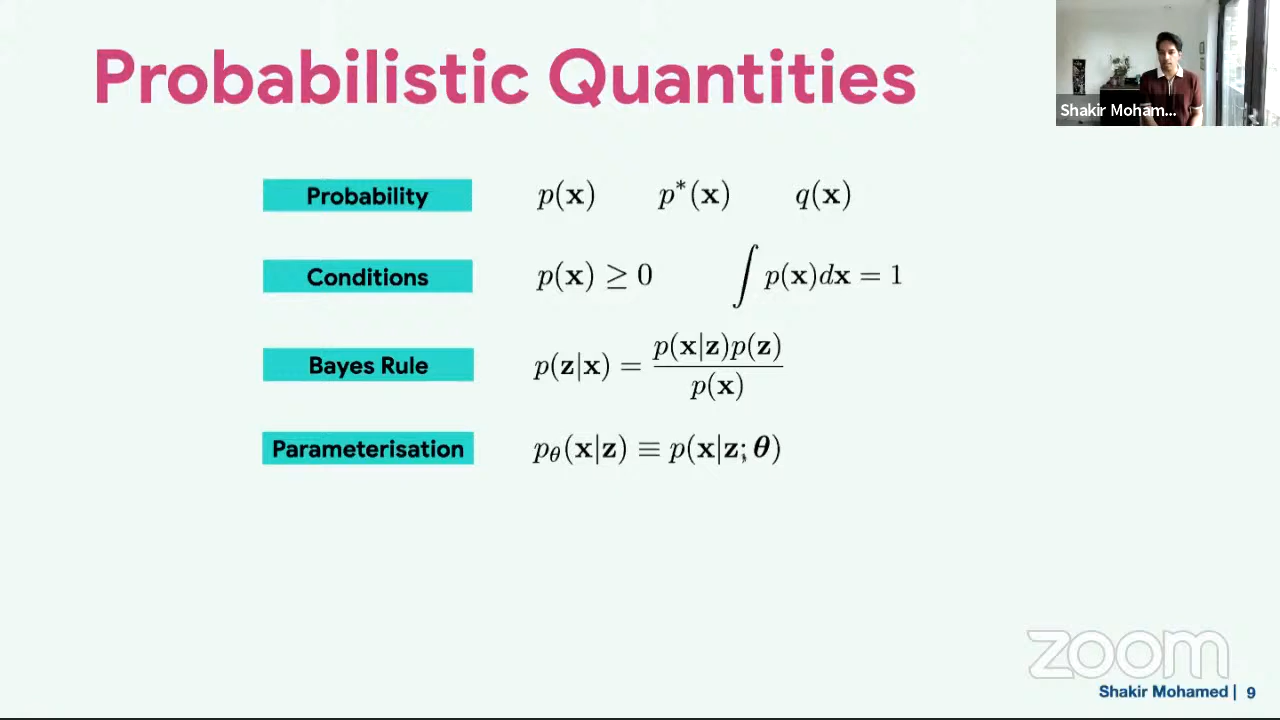 Probabilistic Quantities
Shakir Moham...
Probability p(x) p*(x) q(x)
Conditions p(x) ≥ 0 ∫ p(x)dx = 1
Bayes Rule p(z|x) = p(x|z)p(z) / p(x)
Parameterisation p_θ(x|z) ≡ p(x|z; θ)
zoom
Shakir Mohamed | 9